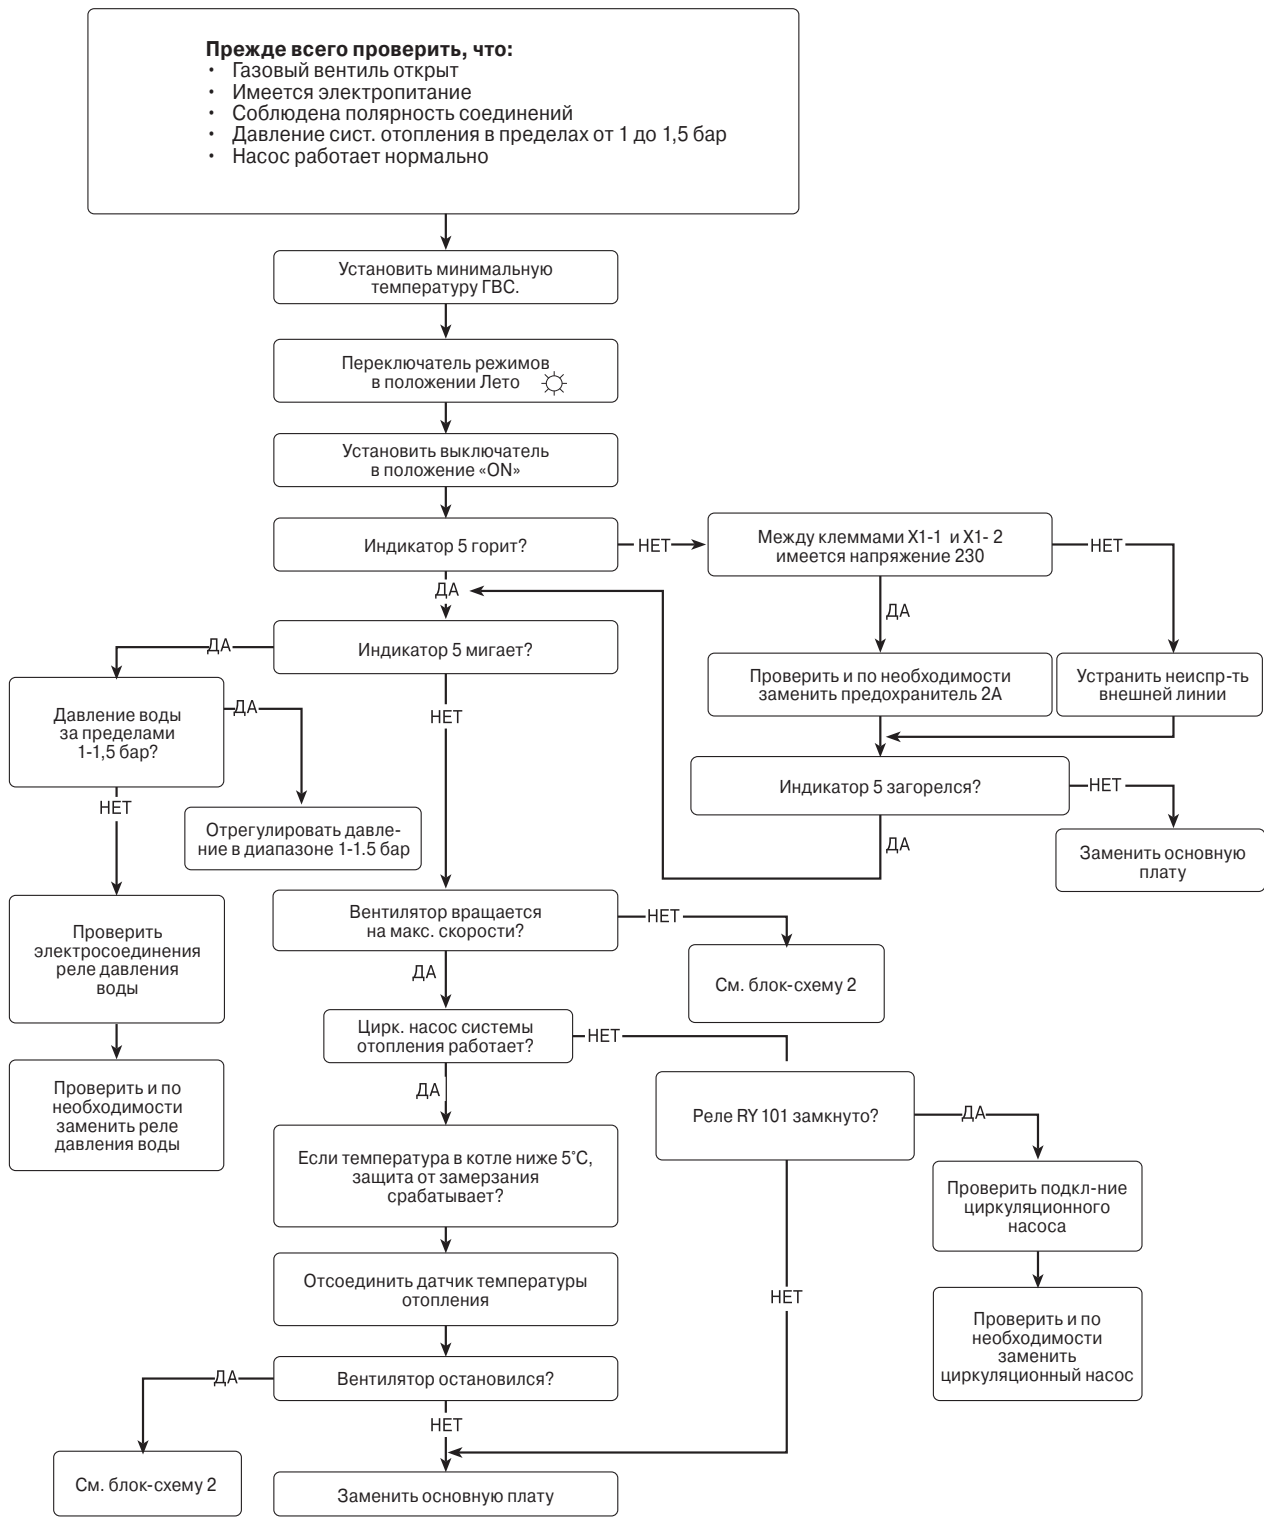 Прежде всего проверить, что:
• Газовый вентиль открыт
• Имеется электропитание
• Соблюдена полярность соединений
• Давление сист. отопления в пределах от 1 до 1,5 бар
• Насос работает нормально
Установить минимальную
температуру ГВС.
Переключатель режимов
в положении Лето
Установить выключатель
в положение «ON»
Индикатор 5 горит?
НЕТ
Между клеммами X1-1 и X1- 2
имеется напряжение 230
НЕТ
ДА
ДА
Индикатор 5 мигает?
ДА
Проверить и по необходимости
заменить предохранитель 2А
Устранить неиспр-ть
внешней линии
Давление воды
за пределами
1-1,5 бар?
ДА
НЕТ
Индикатор 5 загорелся?
НЕТ
НЕТ
Отрегулировать давле-
ние в диапазоне 1-1.5 бар
ДА
Заменить основную
плату
Проверить
электросоединения
реле давления
воды
Вентилятор вращается
на макс. скорости?
НЕТ
См. блок-схему 2
ДА
Цирк. насос системы
отопления работает?
НЕТ
Проверить и по
необходимости
заменить реле
давления воды
ДА
Реле RY 101 замкнуто?
ДА
Если температура в котле ниже 5˚С,
защита от замерзания
срабатывает?
Проверить подкл-ние
циркуляционного
насоса
Отсоединить датчик температуры
отопления
НЕТ
Проверить и по
необходимости
заменить
циркуляционный насос
Вентилятор остановился?
ДА
НЕТ
См. блок-схему 2
Заменить основную плату